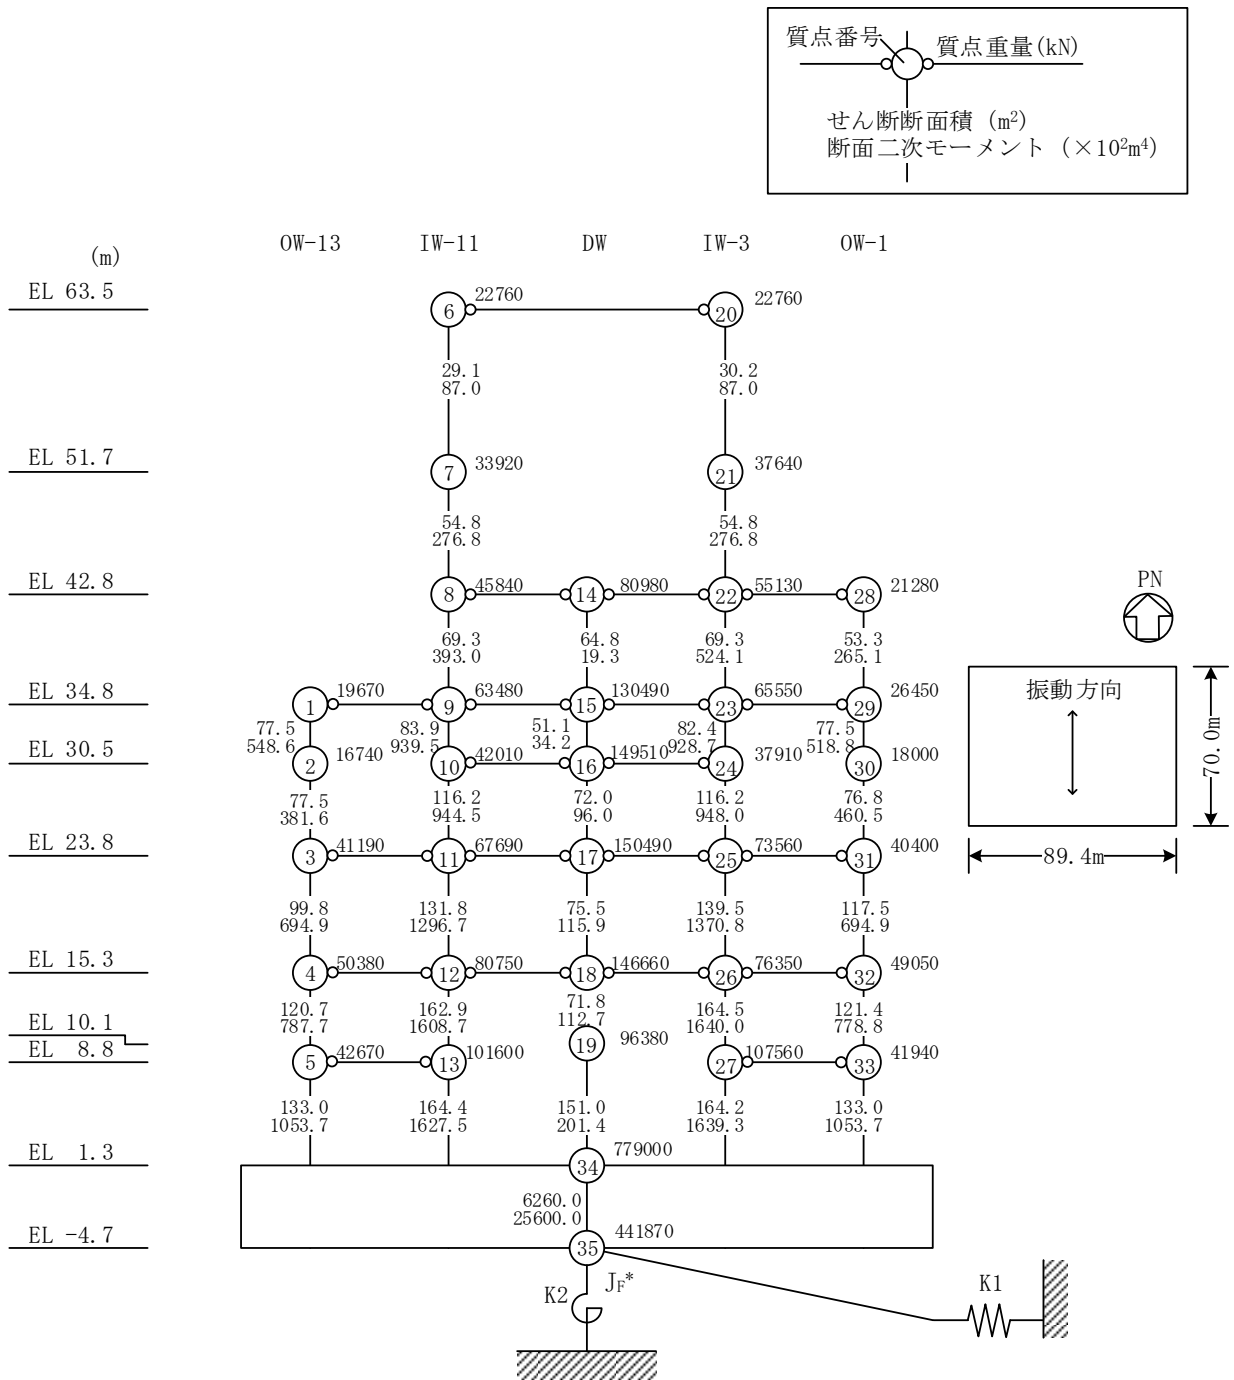 質点番号 質点重量(kN)
せん断断面積 (m²)
断面二次モーメント (×10²m⁴)
(m) OW-13 IW-11 DW IW-3 OW-1
EL 63.5 6 22760 20 22760
29.1 30.2
87.0 87.0
EL 51.7 7 33920 21 37640
54.8 54.8
276.8 276.8
EL 42.8 8 45840 14 80980 22 55130 28 21280
69.3 64.8 69.3 53.3
393.0 19.3 524.1 265.1
EL 34.8 1 19670 9 63480 15 130490 23 65550 29 26450
77.5 83.9 51.1 82.4 77.5
548.6 939.5 34.2 928.7 518.8
EL 30.5 2 16740 10 42010 16 149510 24 37910 30 18000
77.5 116.2 72.0 116.2 76.8
381.6 944.5 96.0 948.0 460.5
EL 23.8 3 41190 11 67690 17 150490 25 73560 31 40400
99.8 131.8 75.5 139.5 117.5
694.9 1296.7 115.9 1370.8 694.9
EL 15.3 4 50380 12 80750 18 146660 26 76350 32 49050
71.8
112.7
120.7 162.9 164.5 121.4
787.7 1608.7 1640.0 778.8
EL 10.1 19 96380
EL 8.8 5 42670 13 101600 27 107560 33 41940
133.0 164.4 151.0 164.2 133.0
1053.7 1627.5 201.4 1639.3 1053.7
EL 1.3 34 779000
6260.0
25600.0
EL -4.7 35 441870
K2 J_F* K1
PN
振動方向
70.0m
89.4m